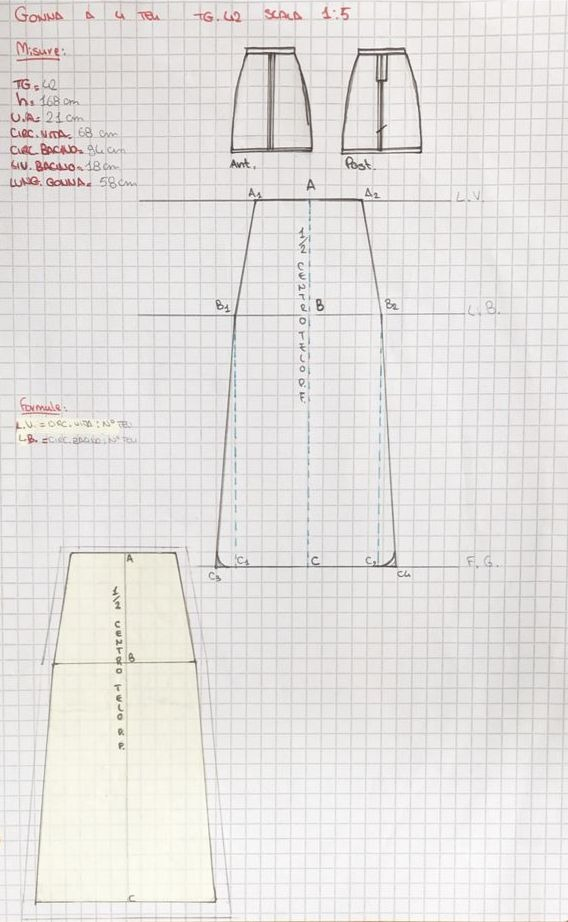 GONNA A 4 TELI TG. 42 SCALA 1:5
Misure:
TG = 42
h = 168 cm
V.A = 21 cm
CIRC. VITA = 68 cm
CIRC BACINO = 94 cm
LIV. BACINO = 18 cm
LUNG. GONNA = 58 cm
Ant. Post.
A1 A A2 L.V.
1/2 CENTRO TELO D.F.
B1 B B2 L.B.
Formule:
L.V. = CIRC. VITA : N° TELI
L.B. = CIRC. BACINO : N° TELI
C3 C1 C C2 C4 F.G.
A
1/2 CENTRO TELO
B
C